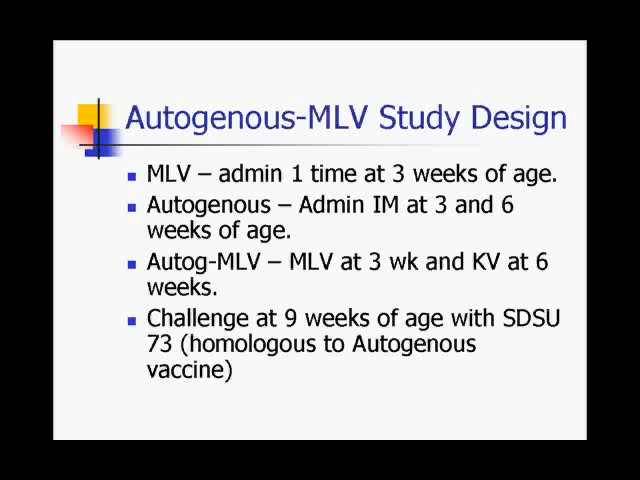 Autogenous-MLV Study Design
MLV – admin 1 time at 3 weeks of age.
Autogenous – Admin IM at 3 and 6
weeks of age.
Autog-MLV – MLV at 3 wk and KV at 6
weeks.
Challenge at 9 weeks of age with SDSU
73 (homologous to Autogenous
vaccine)